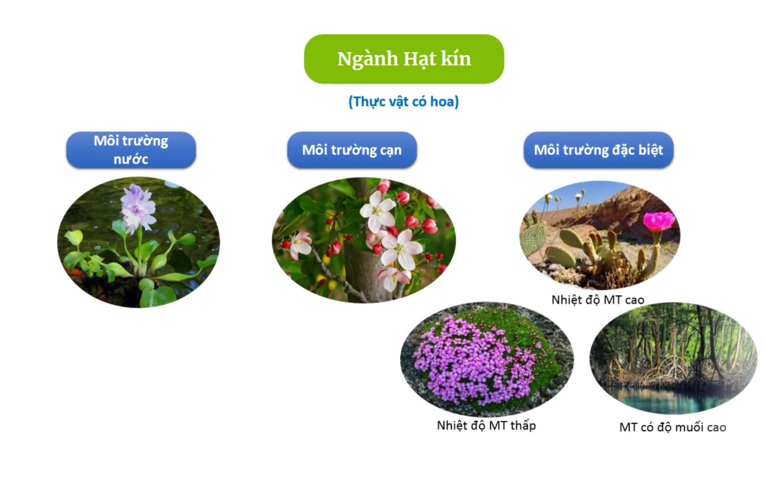 Ngành Hạt kín
(Thực vật có hoa)
Môi trường
nước
Môi trường cạn
Môi trường đặc biệt
Nhiệt độ MT cao
Nhiệt độ MT thấp
MT có độ muối cao